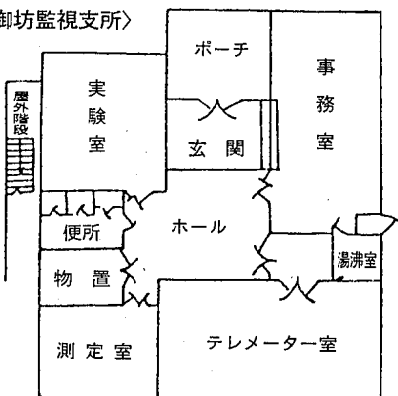 御坊監視支所〉
ポーチ
事務室
実験室
屋外階段
玄関
ホール
便所
湯沸室
物置
測定室
テレメーター室